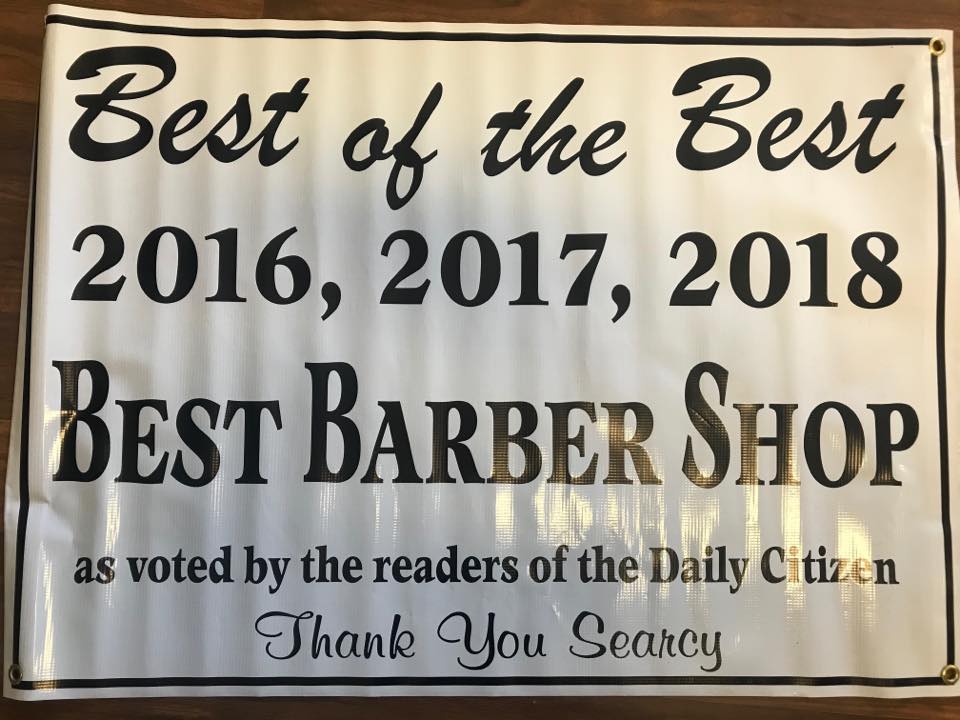 Best of the Best
2016, 2017, 2018
BEST BARBER SHOP
as voted by the readers of the Daily Citizen
Thank You Searcy